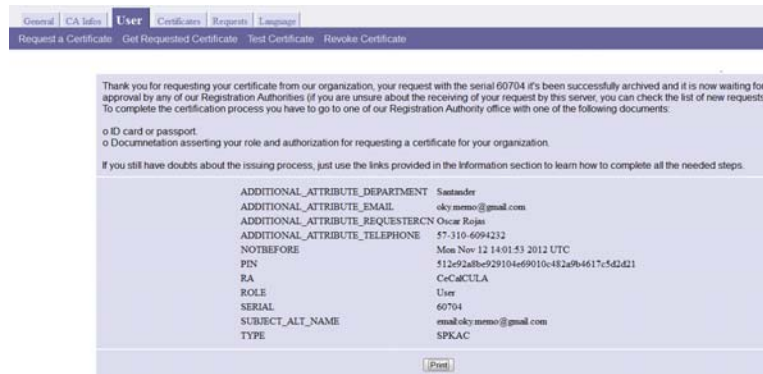 General CA Infos User Certificates Requests Language
Request a Certificate Get Requested Certificate Test Certificate Revoke Certificate
Thank you for requesting your certificate from our organization, your request with the serial 60704 it's been successfully archived and it is now waiting for
approval by any of our Registration Authorities (if you are unsure about the receiving of your request by this server, you can check the list of new requests
To complete the certification process you have to go to one of our Registration Authority office with one of the following documents:
o ID card or passport.
o Documnetation asserting your role and authorization for requesting a certificate for your organization.
If you still have doubts about the issuing process, just use the links provided in the Information section to learn how to complete all the needed steps.
ADDITIONAL_ATTRIBUTE_DEPARTMENT Santander
ADDITIONAL_ATTRIBUTE_EMAIL oky.memo@gmail.com
ADDITIONAL_ATTRIBUTE_REQUESTERCN Oscar Rojas
ADDITIONAL_ATTRIBUTE_TELEPHONE 57-310-6094232
NOTBEFORE Mon Nov 12 14:01:53 2012 UTC
PIN 512e92a8be929104e69010c482a9b4617c5d2d21
RA CeCalCULA
ROLE User
SERIAL 60704
SUBJECT_ALT_NAME email:oky.memo@gmail.com
TYPE SPKAC
Print